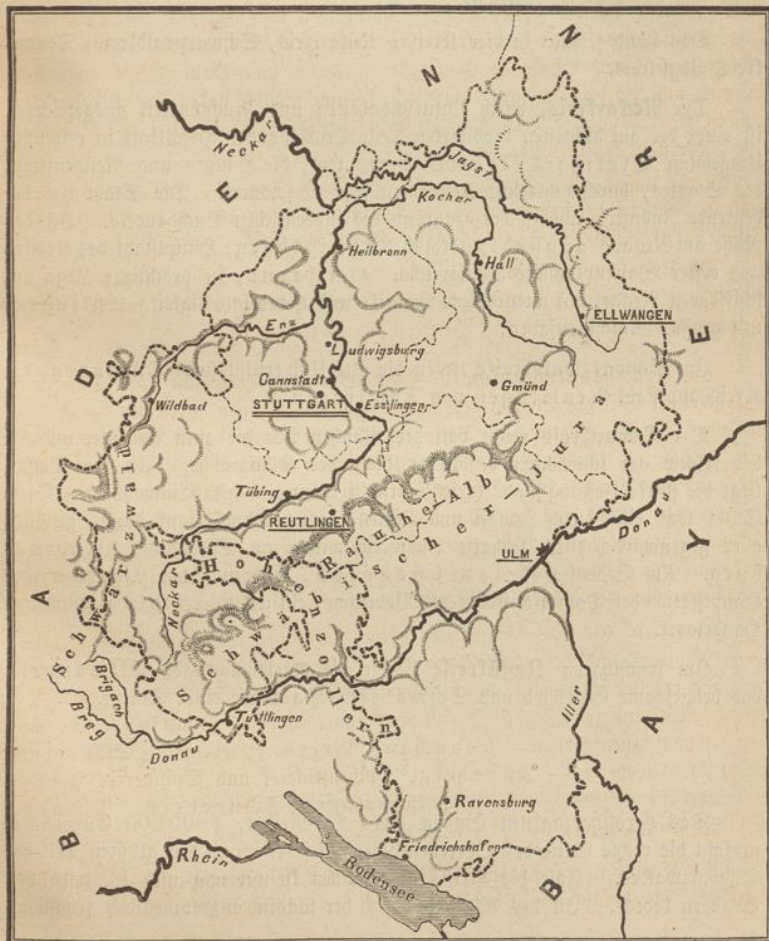 Neckar
Jagst
Kocher
Heilbronn
Hall
Enz
ELLWANGEN
Ludwigsburg
Cannstadt
Gmünd
Wildbad
STUTTGART
Esslingen
Tübing
REUTLINGEN
Schwarzwald
Neckar
Hohenzollern
Rauhe Alb
Schwäbischer-Jura
ULM
Donau
Brigach
Breg
Donau
Tuttlingen
Iller
Ravensburg
Friedrichshafen
Rhein
Bodensee
BADEN
BAYERN